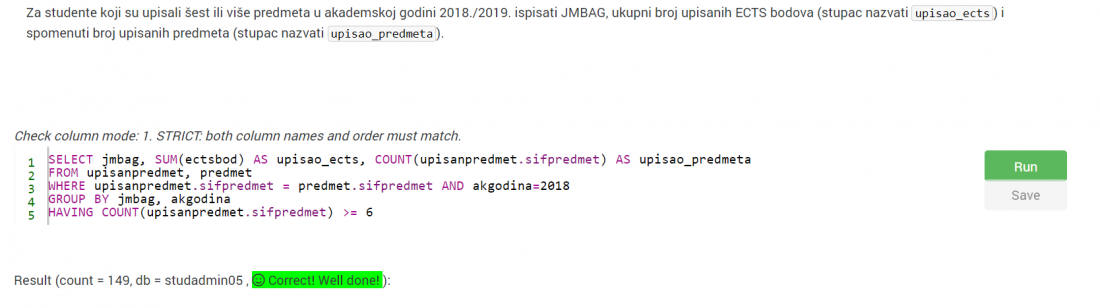 Za studente koji su upisali šest ili više predmeta u akademskoj godini 2018./2019. ispisati JMBAG, ukupni broj upisanih ECTS bodova (stupac nazvati upisao_ects) i
spomenuti broj upisanih predmeta (stupac nazvati upisao_predmeta).
Check column mode: 1. STRICT: both column names and order must match.
1 SELECT jmbag, SUM(ectsbod) AS upisao_ects, COUNT(upisanpredmet.sifpredmet) AS upisao_predmeta
2 FROM upisanpredmet, predmet
3 WHERE upisanpredmet.sifpredmet = predmet.sifpredmet AND akgodina=2018
4 GROUP BY jmbag, akgodina
5 HAVING COUNT(upisanpredmet.sifpredmet) >= 6
Run
Save
Result (count = 149, db = studadmin05 , Correct! Well done!):